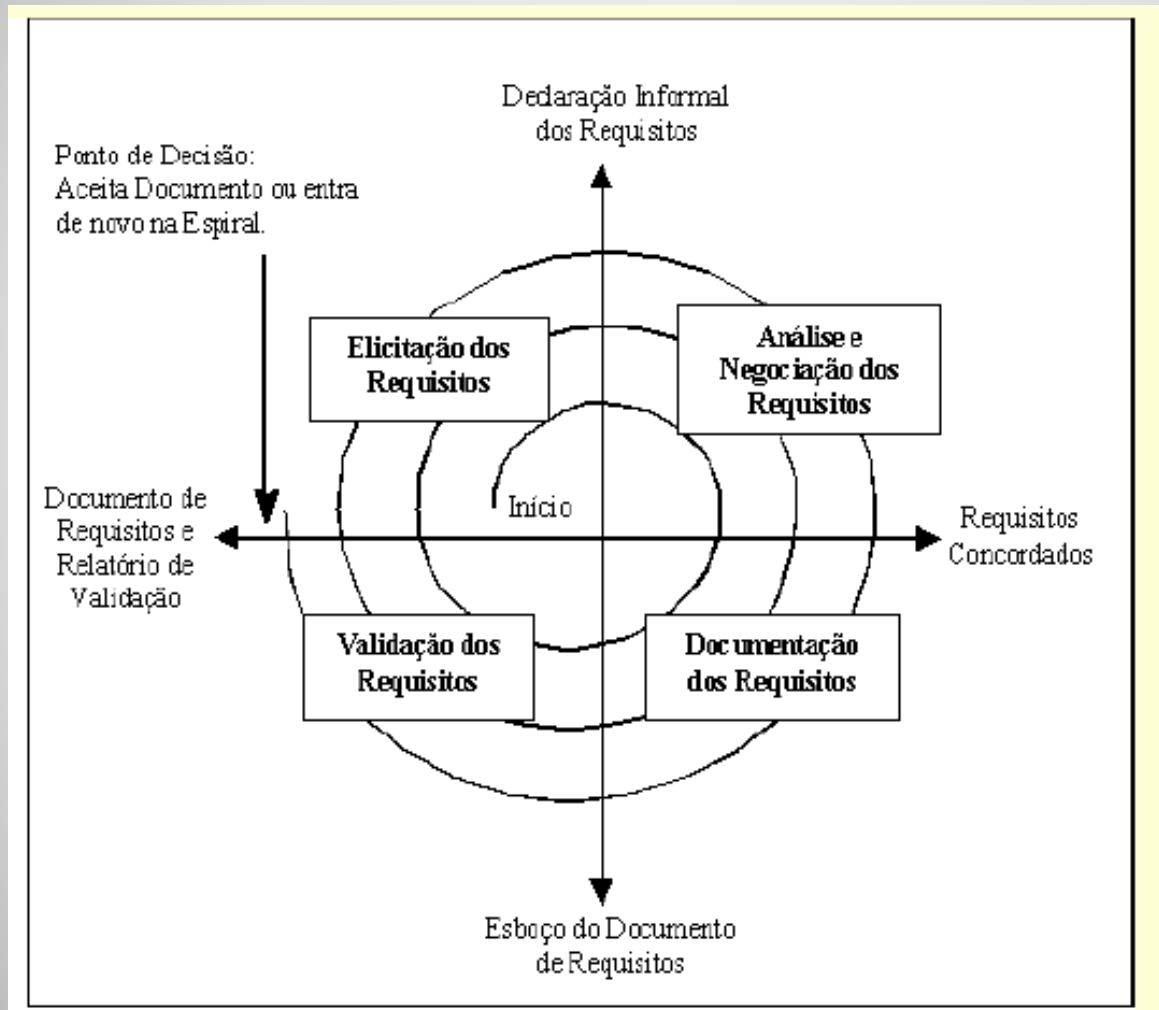 Declaração Informal
dos Requisitos
Ponto de Decisão:
Aceita Documento ou entra
de novo na Espiral.
Elicitação dos
Requisitos
Análise e
Negociação dos
Requisitos
Documento de
Requisitos e
Relatório de
Validação
Início
Requisitos
Concordados
Validação dos
Requisitos
Documentação
dos Requisitos
Esboço do Documento
de Requisitos